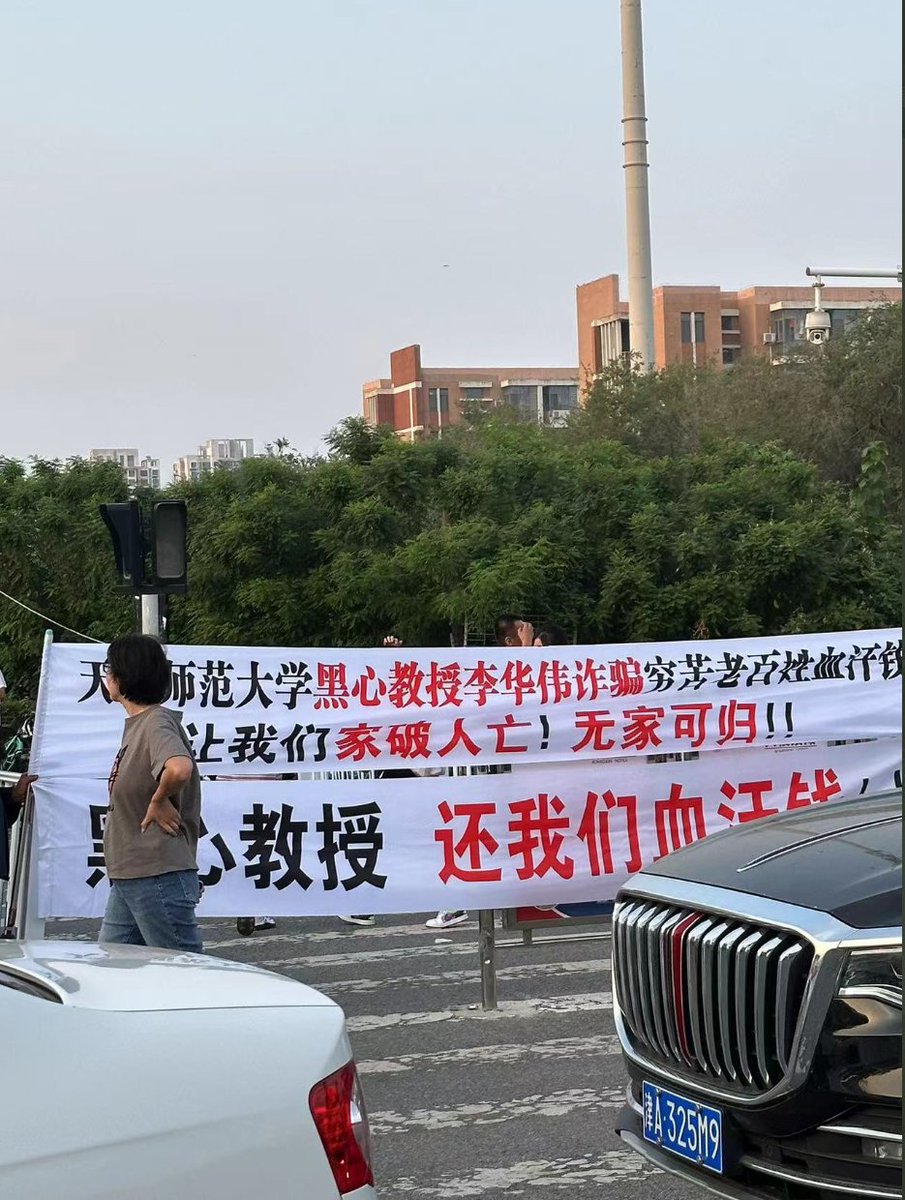 天 师范大学黑心教授李华伟诈骗穷苦老百姓血汗钱
让我们家破人亡！无家可归！！
黑心教授 还我们血汗钱
津A·325M9